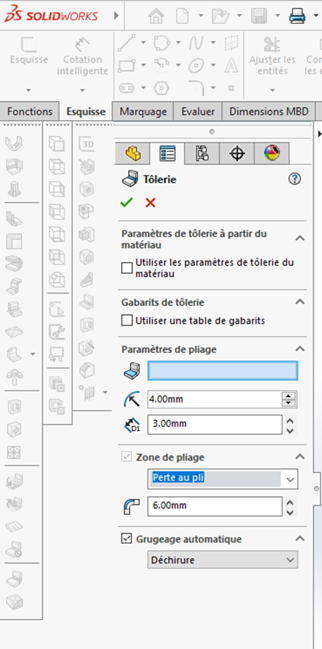 SOLIDWORKS
Esquisse
Cotation
intelligente
Ajuster les
entités
Fonctions Esquisse Marquage Evaluer Dimensions MBD
3D
Tôlerie
Paramètres de tôlerie à partir du
matériau
Utiliser les paramètres de tôlerie du
matériau
Gabarits de tôlerie
Utiliser une table de gabarits
Paramètres de pliage
4.00mm
D1
3.00mm
Zone de pliage
Perte au pli
6.00mm
Grugeage automatique
Déchirure